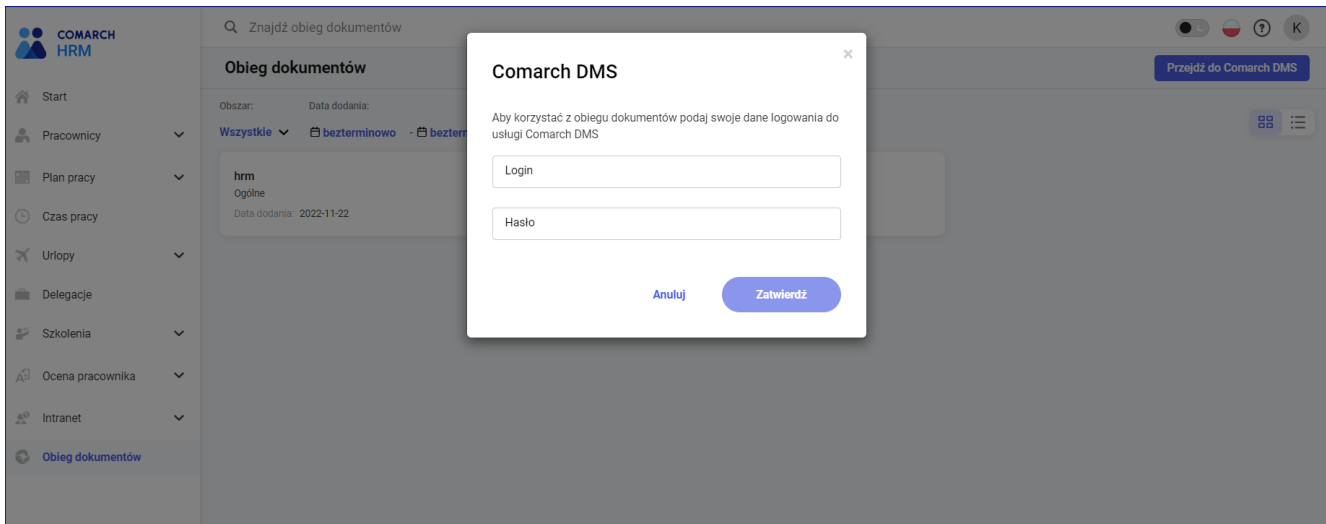 COMARCH
HRM
Znajdź obieg dokumentów
K
Obieg dokumentów
Przejdź do Comarch DMS
Start
Pracownicy
Plan pracy
Czas pracy
Urlopy
Delegacje
Szkolenia
Ocena pracownika
Intranet
Obieg dokumentów
Obszar: Data dodania:
Wszystkie bezterminowo - bezterm
hrm
Ogólne
Data dodania: 2022-11-22
×
Comarch DMS
Aby korzystać z obiegu dokumentów podaj swoje dane logowania do
usługi Comarch DMS
Login
Hasło
Anuluj Zatwierdź